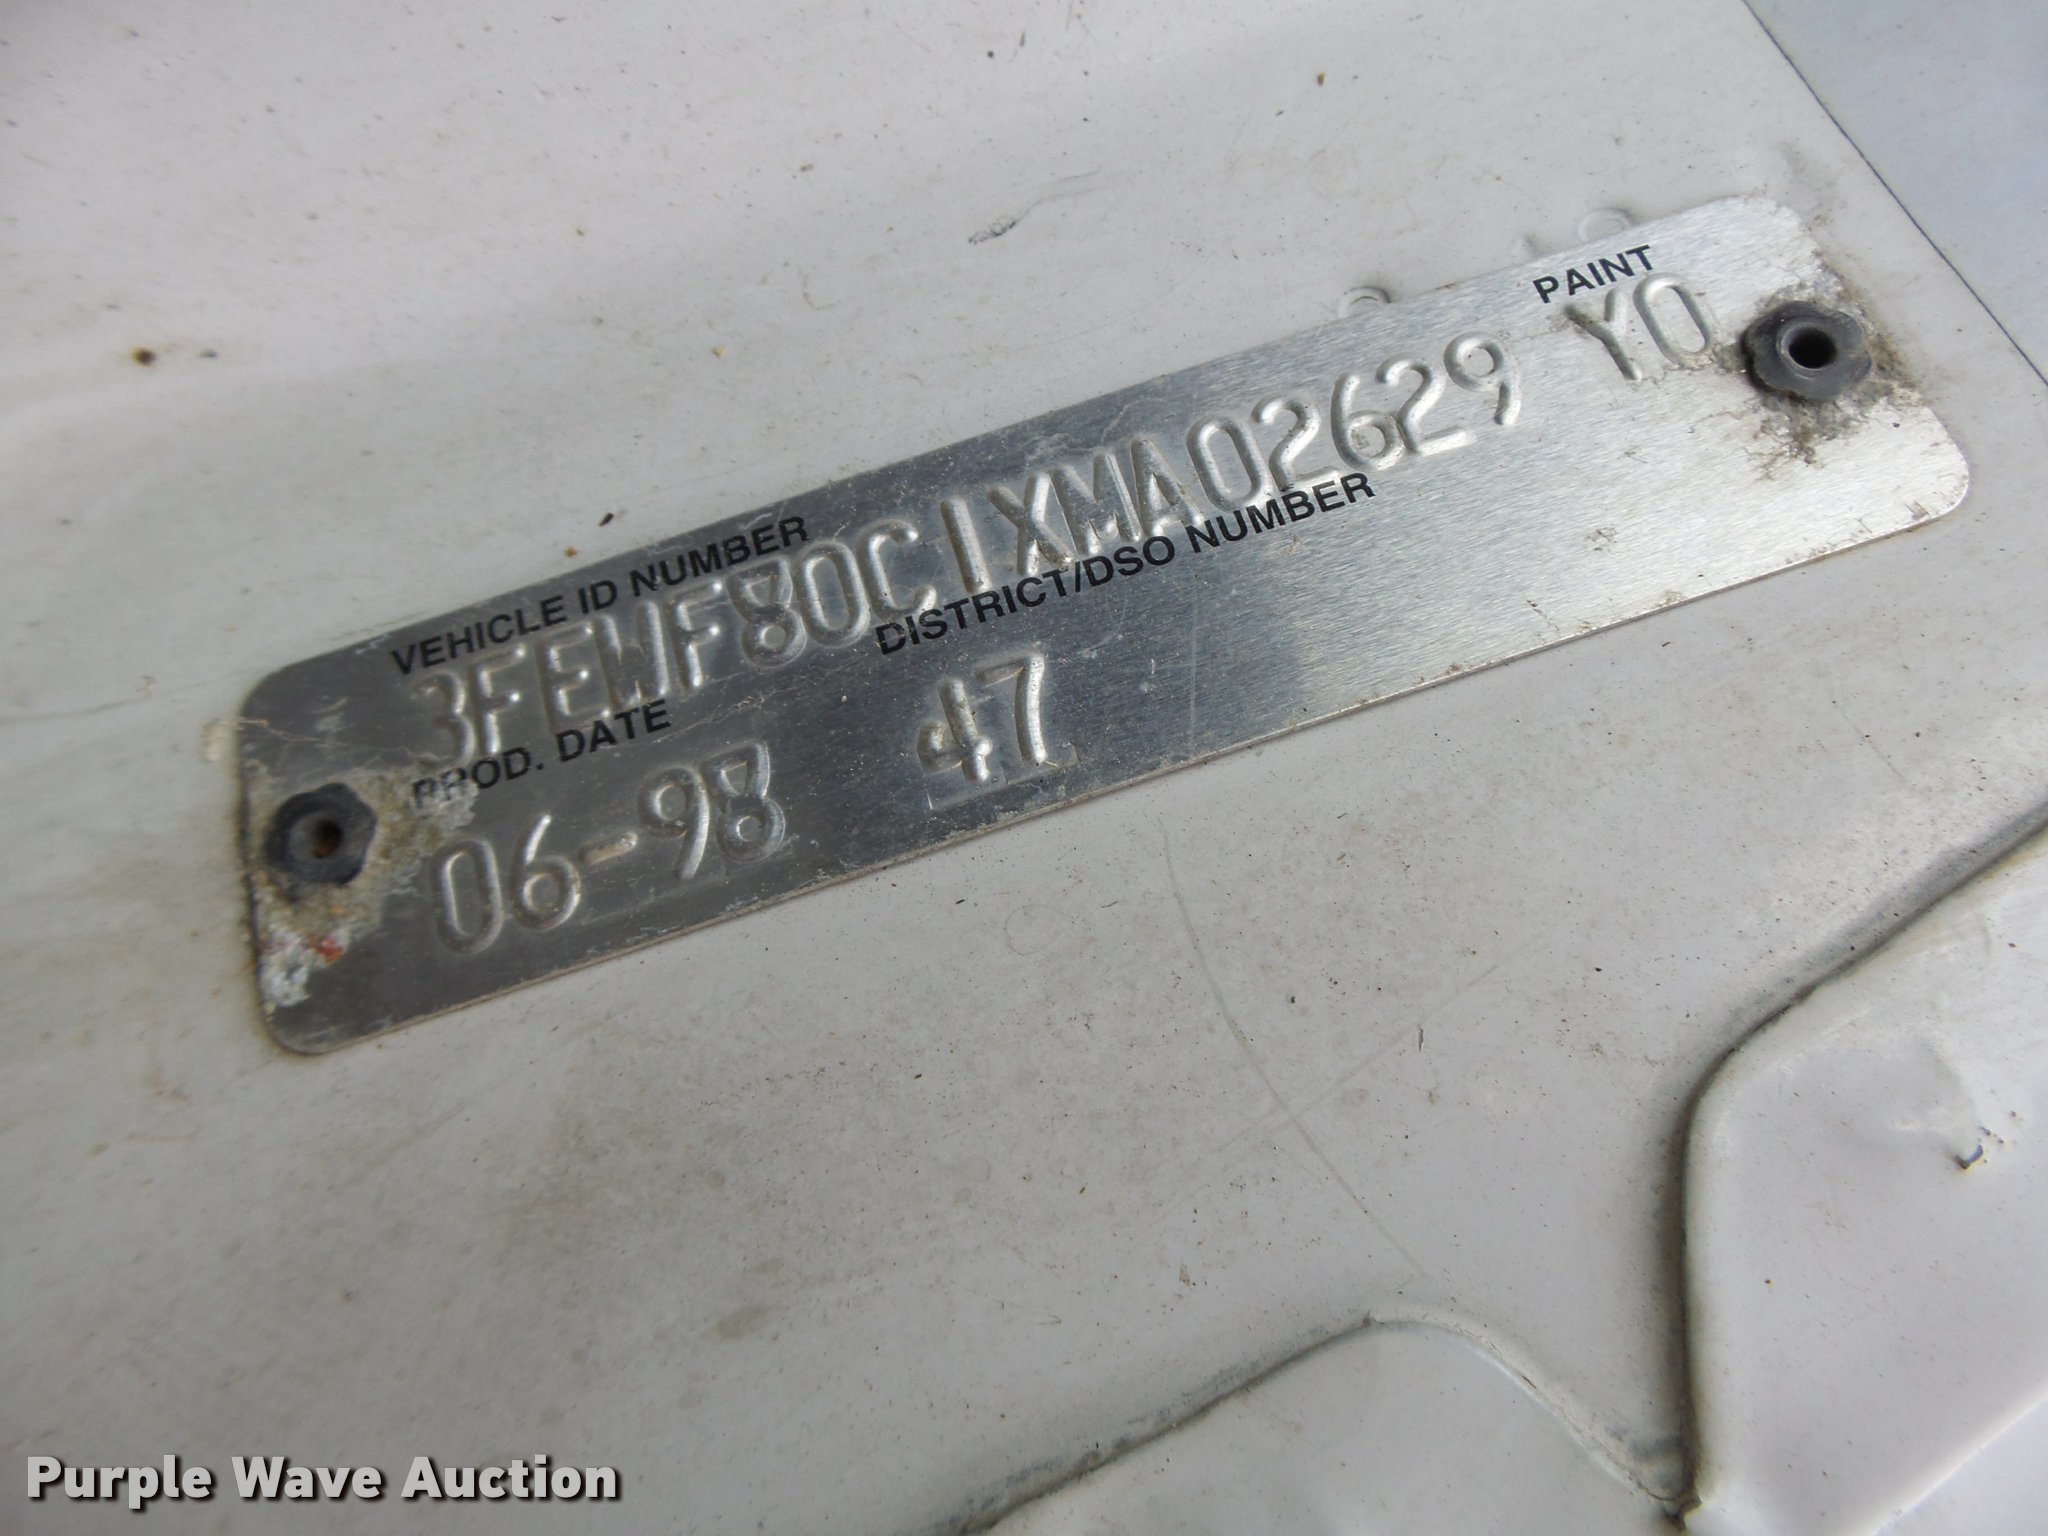 PAINT
VEHICLE ID NUMBER
3FEWF80C1XMA02629 YO
PROD. DATE DISTRICT/DSO NUMBER
06-98 47
Purple Wave Auction